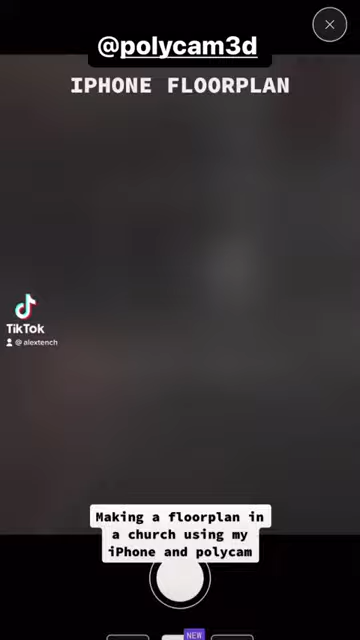 @polycam3d
IPHONE FLOORPLAN
TikTok
@alextench
Making a floorplan in
a church using my
iPhone and polycam
NEW